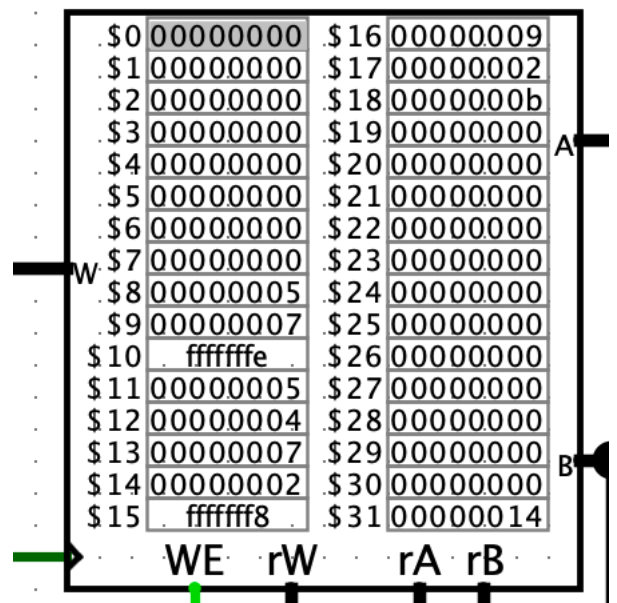 $0 00000000 $16 00000009
$1 00000000 $17 00000002
$2 00000000 $18 0000000b
$3 00000000 $19 00000000
$4 00000000 $20 00000000
$5 00000000 $21 00000000
$6 00000000 $22 00000000
$7 00000000 $23 00000000
$8 00000005 $24 00000000
$9 00000007 $25 00000000
$10 fffffffe $26 00000000
$11 00000005 $27 00000000
$12 00000004 $28 00000000
$13 00000007 $29 00000000
$14 00000002 $30 00000000
$15 fffffff8 $31 00000014
W
A
B
WE rW rA rB